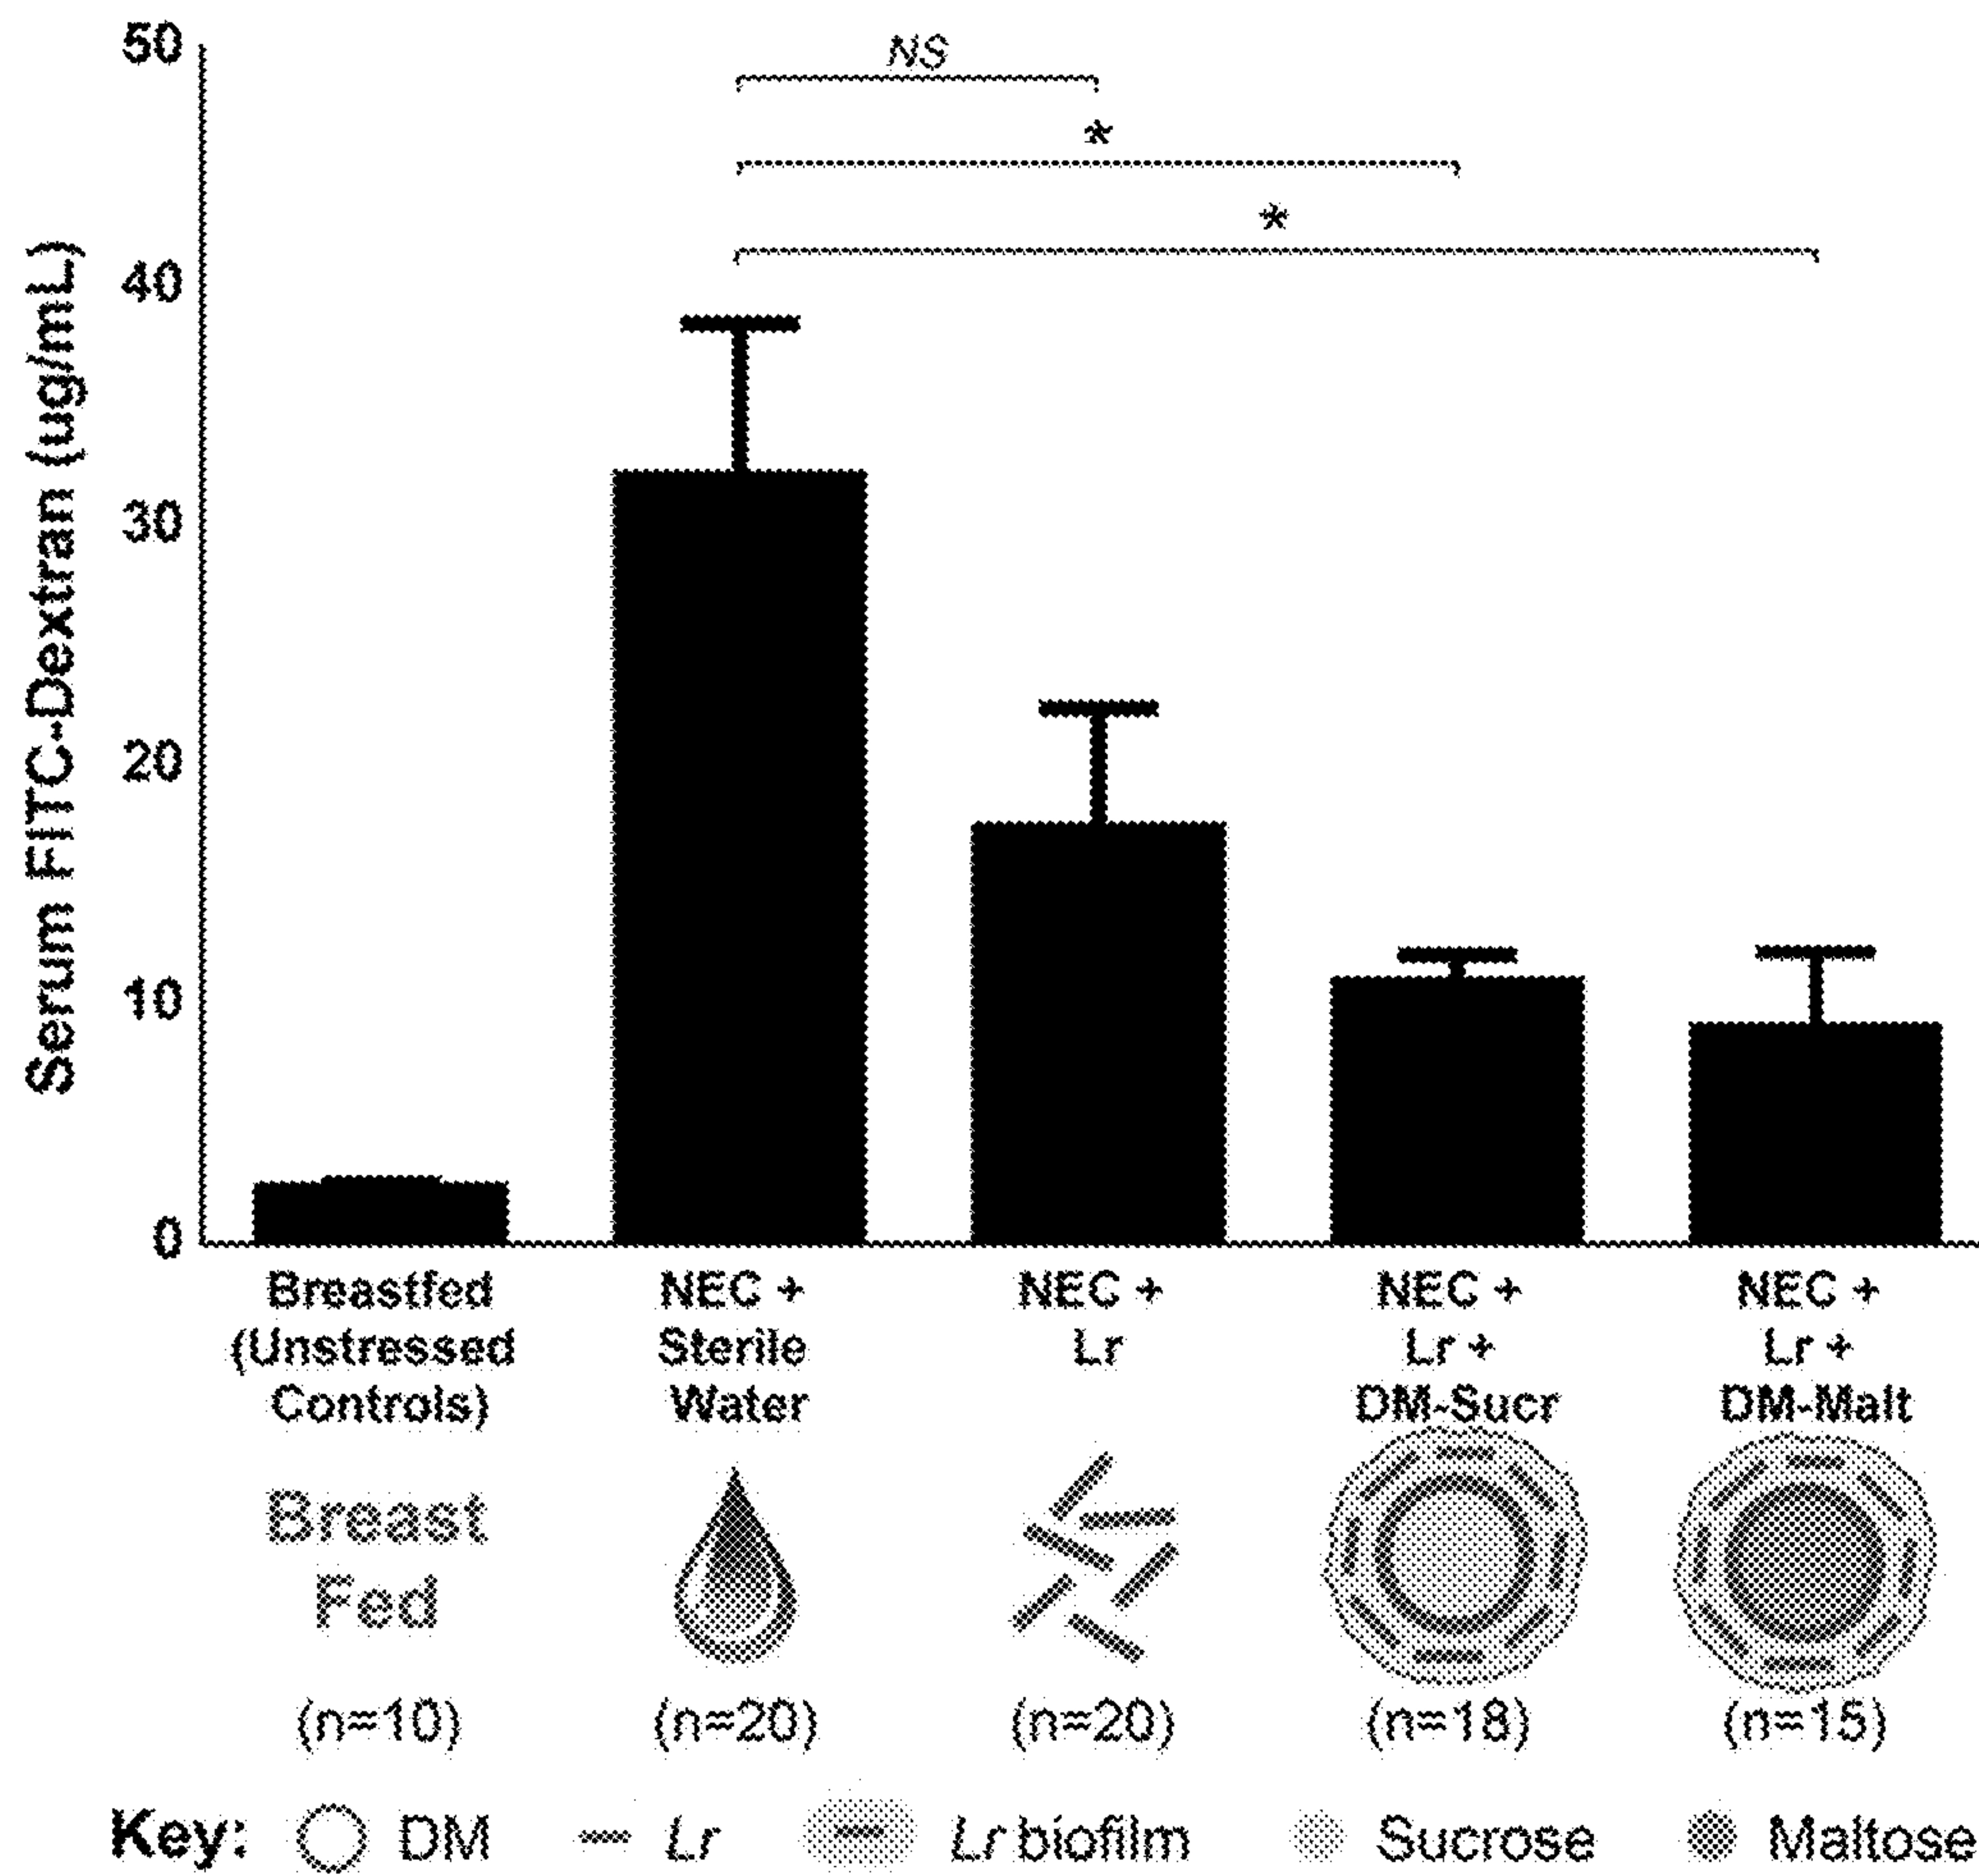 50
NS
*
*
40
30
20
10
0
Serum FITC-Dextran (ug/mL)
Breastfed
(Unstressed
Controls)
NEC +
Sterile
Water
NEC +
Lr
NEC +
Lr +
DM-Sucr
NEC +
Lr +
DM-Malt
Breast
Fed
(n=10) (n=20) (n=20) (n=18) (n=15)
Key: DM Lr Lr biofilm Sucrose Maltose